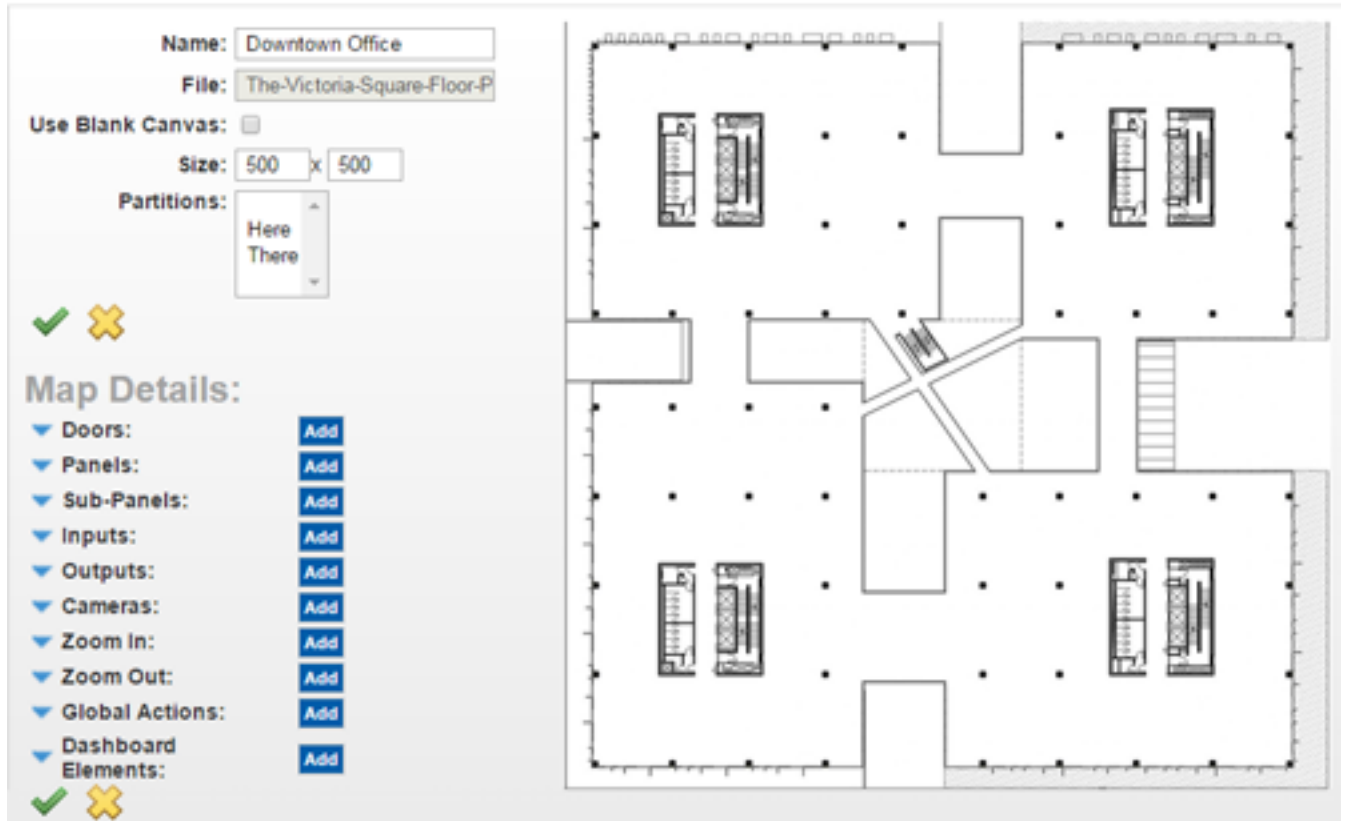 Name: Downtown Office
File: The-Victoria-Square-Floor-P
Use Blank Canvas:
Size: 500 x 500
Partitions:
Here
There
Map Details:
Doors: Add
Panels: Add
Sub-Panels: Add
Inputs: Add
Outputs: Add
Cameras: Add
Zoom In: Add
Zoom Out: Add
Global Actions: Add
Dashboard
Elements: Add